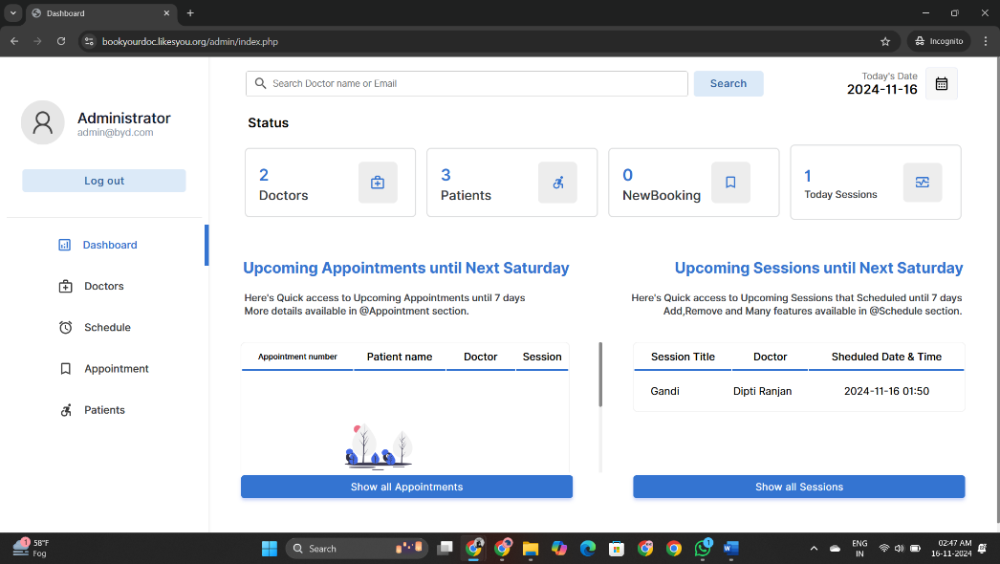 Dashboard
bookyourdoc.likesyou.org/admin/index.php
Incognito
Administrator
admin@byd.com
Log out
Dashboard
Doctors
Schedule
Appointment
Patients
Search Doctor name or Email
Search
Today's Date
2024-11-16
Status
2
Doctors
3
Patients
0
NewBooking
1
Today Sessions
Upcoming Appointments until Next Saturday
Here's Quick access to Upcoming Appointments until 7 days
More details available in @Appointment section.
Appointment number Patient name Doctor Session
Show all Appointments
Upcoming Sessions until Next Saturday
Here's Quick access to Upcoming Sessions that Scheduled until 7 days
Add,Remove and Many features available in @Schedule section.
Session Title Doctor Sheduled Date & Time
Gandi Dipti Ranjan 2024-11-16 01:50
Show all Sessions
1
58°F
Fog
Search
1
ENG
IN
02:47 AM
16-11-2024